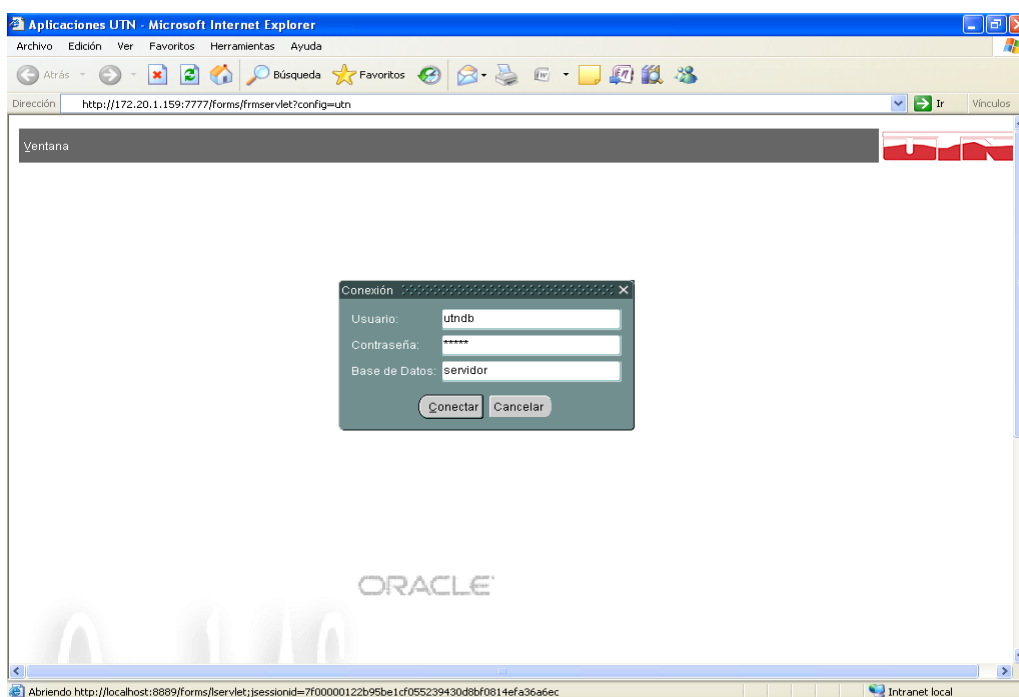 Aplicaciones UTN - Microsoft Internet Explorer
Archivo Edición Ver Favoritos Herramientas Ayuda
Atrás Búsqueda Favoritos
Dirección http://172.20.1.159:7777/forms/frmservlet?config=utn Ir Vínculos
Ventana
UTN
Conexión
Usuario: utndb
Contraseña: *****
Base de Datos: servidor
Conectar Cancelar
ORACLE
Abriendo http://localhost:8889/forms/lservlet;jsessionid=7f00000122b95be1cf055239430d8bf0814efa36a6ec Intranet local